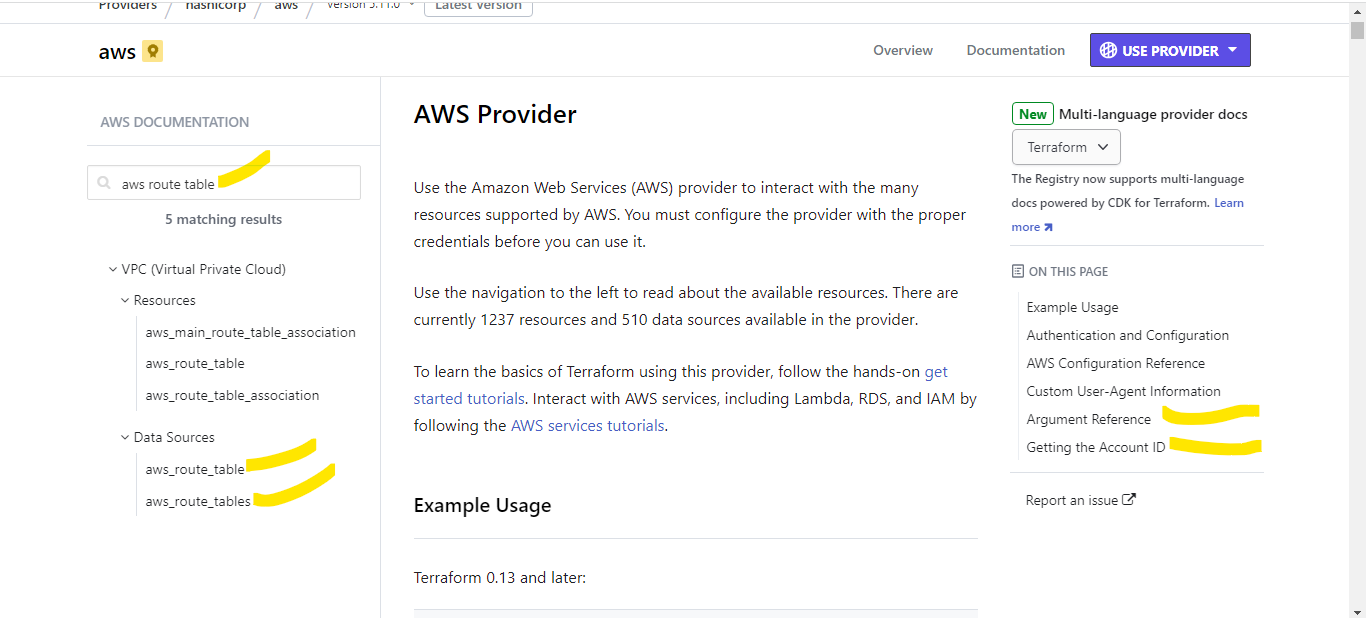 Providers / hashicorp / aws / Version 5.11.0 Latest Version
aws
Overview Documentation USE PROVIDER
AWS DOCUMENTATION
aws route table
5 matching results
VPC (Virtual Private Cloud)
Resources
aws_main_route_table_association
aws_route_table
aws_route_table_association
Data Sources
aws_route_table
aws_route_tables
AWS Provider
Use the Amazon Web Services (AWS) provider to interact with the many
resources supported by AWS. You must configure the provider with the proper
credentials before you can use it.
Use the navigation to the left to read about the available resources. There are
currently 1237 resources and 510 data sources available in the provider.
To learn the basics of Terraform using this provider, follow the hands-on get
started tutorials. Interact with AWS services, including Lambda, RDS, and IAM by
following the AWS services tutorials.
Example Usage
Terraform 0.13 and later:
New Multi-language provider docs
Terraform
The Registry now supports multi-language
docs powered by CDK for Terraform. Learn
more
ON THIS PAGE
Example Usage
Authentication and Configuration
AWS Configuration Reference
Custom User-Agent Information
Argument Reference
Getting the Account ID
Report an issue